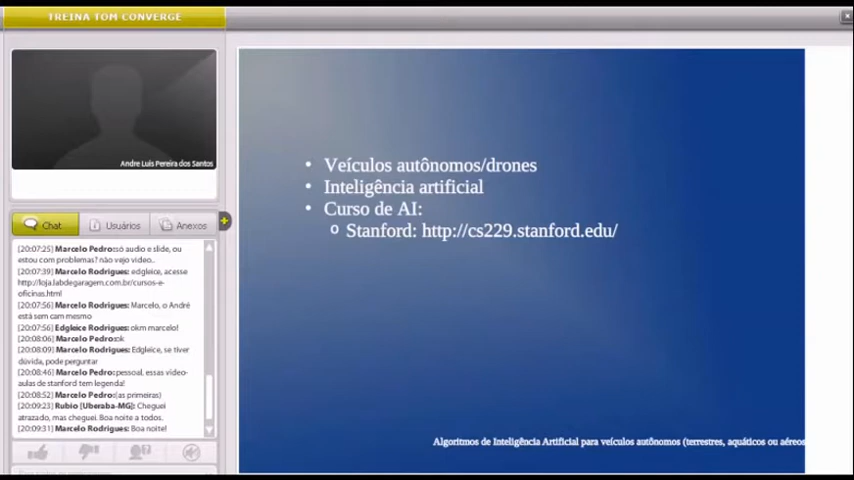 TREINA TOM CONVERGE
x
Andre Luis Pereira dos Santos
Chat
Usuários
Anexos
[20:07:25] Marcelo Pedro:só audio e slide, ou
estou com problemas? não vejo video..
[20:07:39] Marcelo Rodrigues: edgleice, acesse
http://loja.labdegaragem.com.br/cursos-e-
oficinas.html
[20:07:56] Marcelo Rodrigues: Marcelo, o André
está sem cam mesmo
[20:07:56] Edgleice Rodrigues: okm marcelo!
[20:08:06] Marcelo Pedro:ok
[20:08:09] Marcelo Rodrigues: Edgleice, se tiver
dúvida, pode perguntar
[20:08:46] Marcelo Pedro:pessoal, essas video-
aulas de stanford tem legenda!
[20:08:52] Marcelo Pedro:(as primeiras)
[20:09:23] Rubio [Uberaba-MG]: Cheguei
atrazado, mas cheguei. Boa noite a todos.
[20:09:31] Marcelo Rodrigues: Boa noite!
• Veículos autônomos/drones
• Inteligência artificial
• Curso de AI:
o Stanford: http://cs229.stanford.edu/
Algoritmos de Inteligência Artificial para veículos autônomos (terrestres, aquáticos ou aéreos